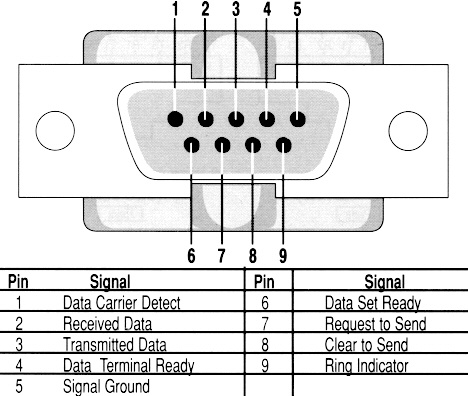 1 2 3 4 5
6 7 8 9
Pin Signal Pin Signal
1 Data Carrier Detect 6 Data Set Ready
2 Received Data 7 Request to Send
3 Transmitted Data 8 Clear to Send
4 Data Terminal Ready 9 Ring Indicator
5 Signal Ground